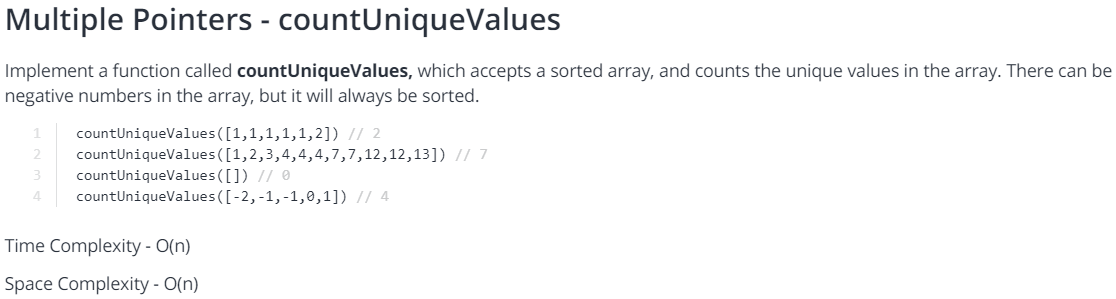 Multiple Pointers - countUniqueValues
Implement a function called countUniqueValues, which accepts a sorted array, and counts the unique values in the array. There can be
negative numbers in the array, but it will always be sorted.
1 countUniqueValues([1,1,1,1,1,2]) // 2
2 countUniqueValues([1,2,3,4,4,4,7,7,12,12,13]) // 7
3 countUniqueValues([]) // 0
4 countUniqueValues([-2,-1,-1,0,1]) // 4
Time Complexity - O(n)
Space Complexity - O(n)